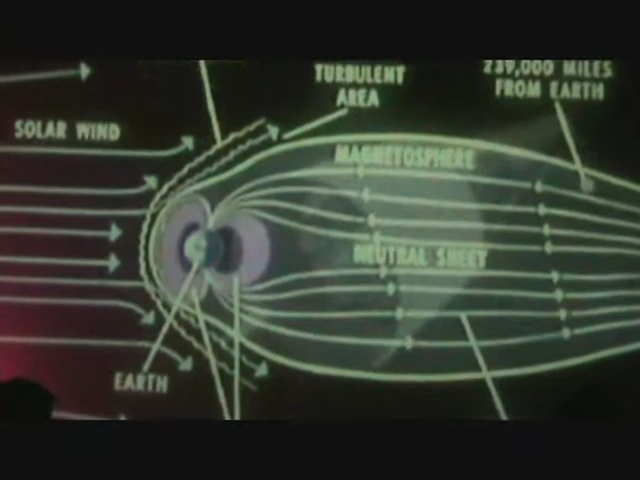 TURBULENT
AREA
239,000 MILES
FROM EARTH
SOLAR WIND
MAGNETOSPHERE
NEUTRAL SHEET
EARTH